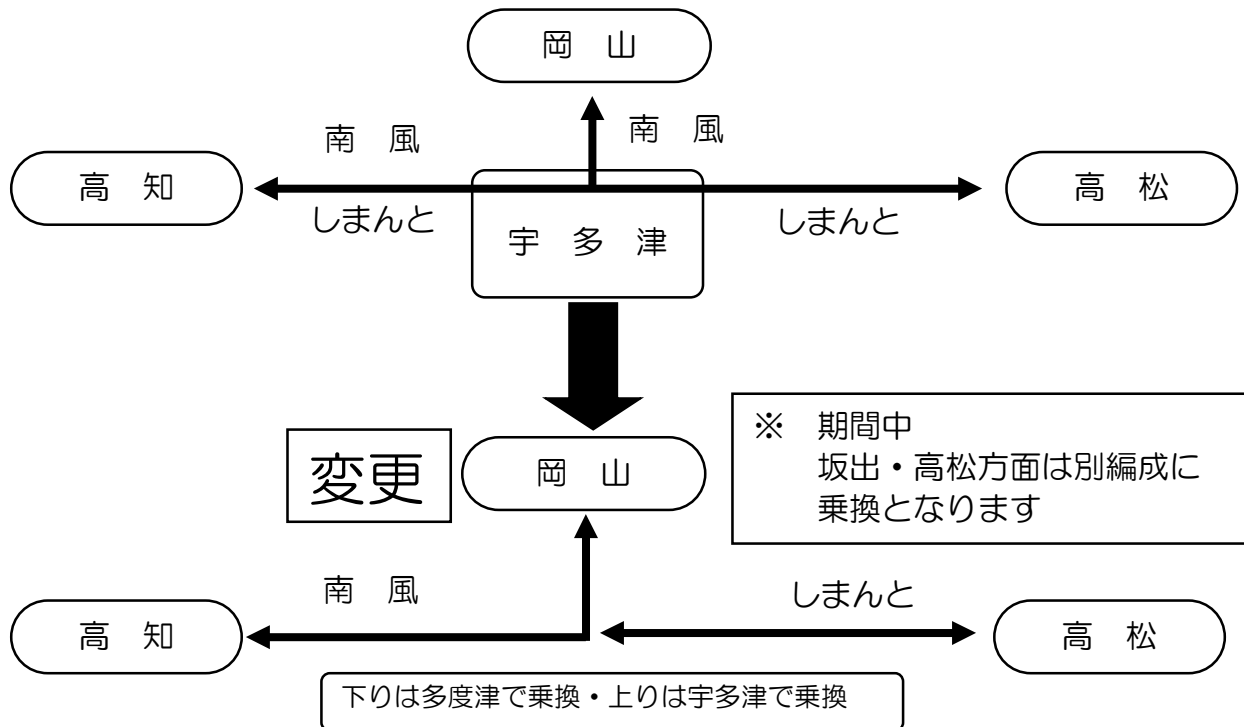 岡　山
南　風
南　風
高　知
高　松
しまんと
しまんと
宇　多　津
※　期間中
坂出・高松方面は別編成に
乗換となります
変更
岡　山
南　風
しまんと
高　知
高　松
下りは多度津で乗換・上りは宇多津で乗換